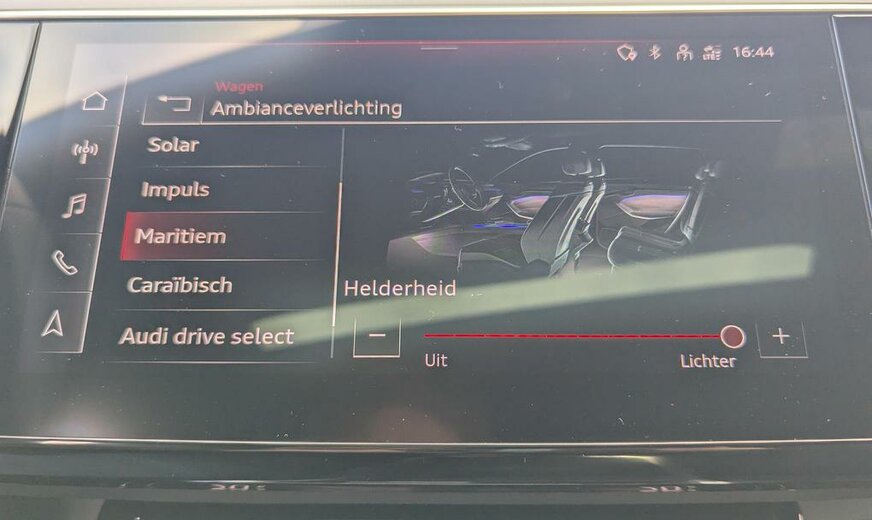 16:44
Wagen
Ambianceverlichting
Solar
Impuls
Maritiem
Caraïbisch
Audi drive select
Helderheid
− +
Uit Lichter